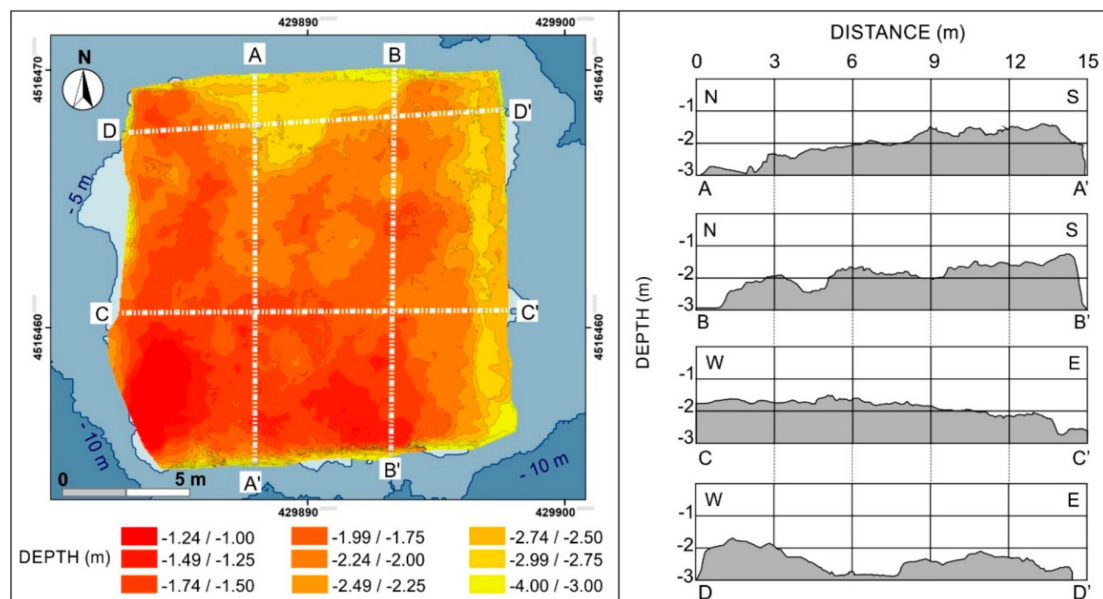 429890
429900
N
A
B
4516470
4516470
D
D'
- 5 m
C
C'
4516460
4516460
- 10 m
- 10 m
0
5 m
A'
B'
429890
429900
DEPTH (m)
-1.24 / -1.00
-1.49 / -1.25
-1.74 / -1.50
-1.99 / -1.75
-2.24 / -2.00
-2.49 / -2.25
-2.74 / -2.50
-2.99 / -2.75
-4.00 / -3.00
DISTANCE (m)
0 3 6 9 12 15
DEPTH (m)
N S
-1
-2
-3
A A'
N S
-1
-2
-3
B B'
W E
-1
-2
-3
C C'
W E
-1
-2
-3
D D'